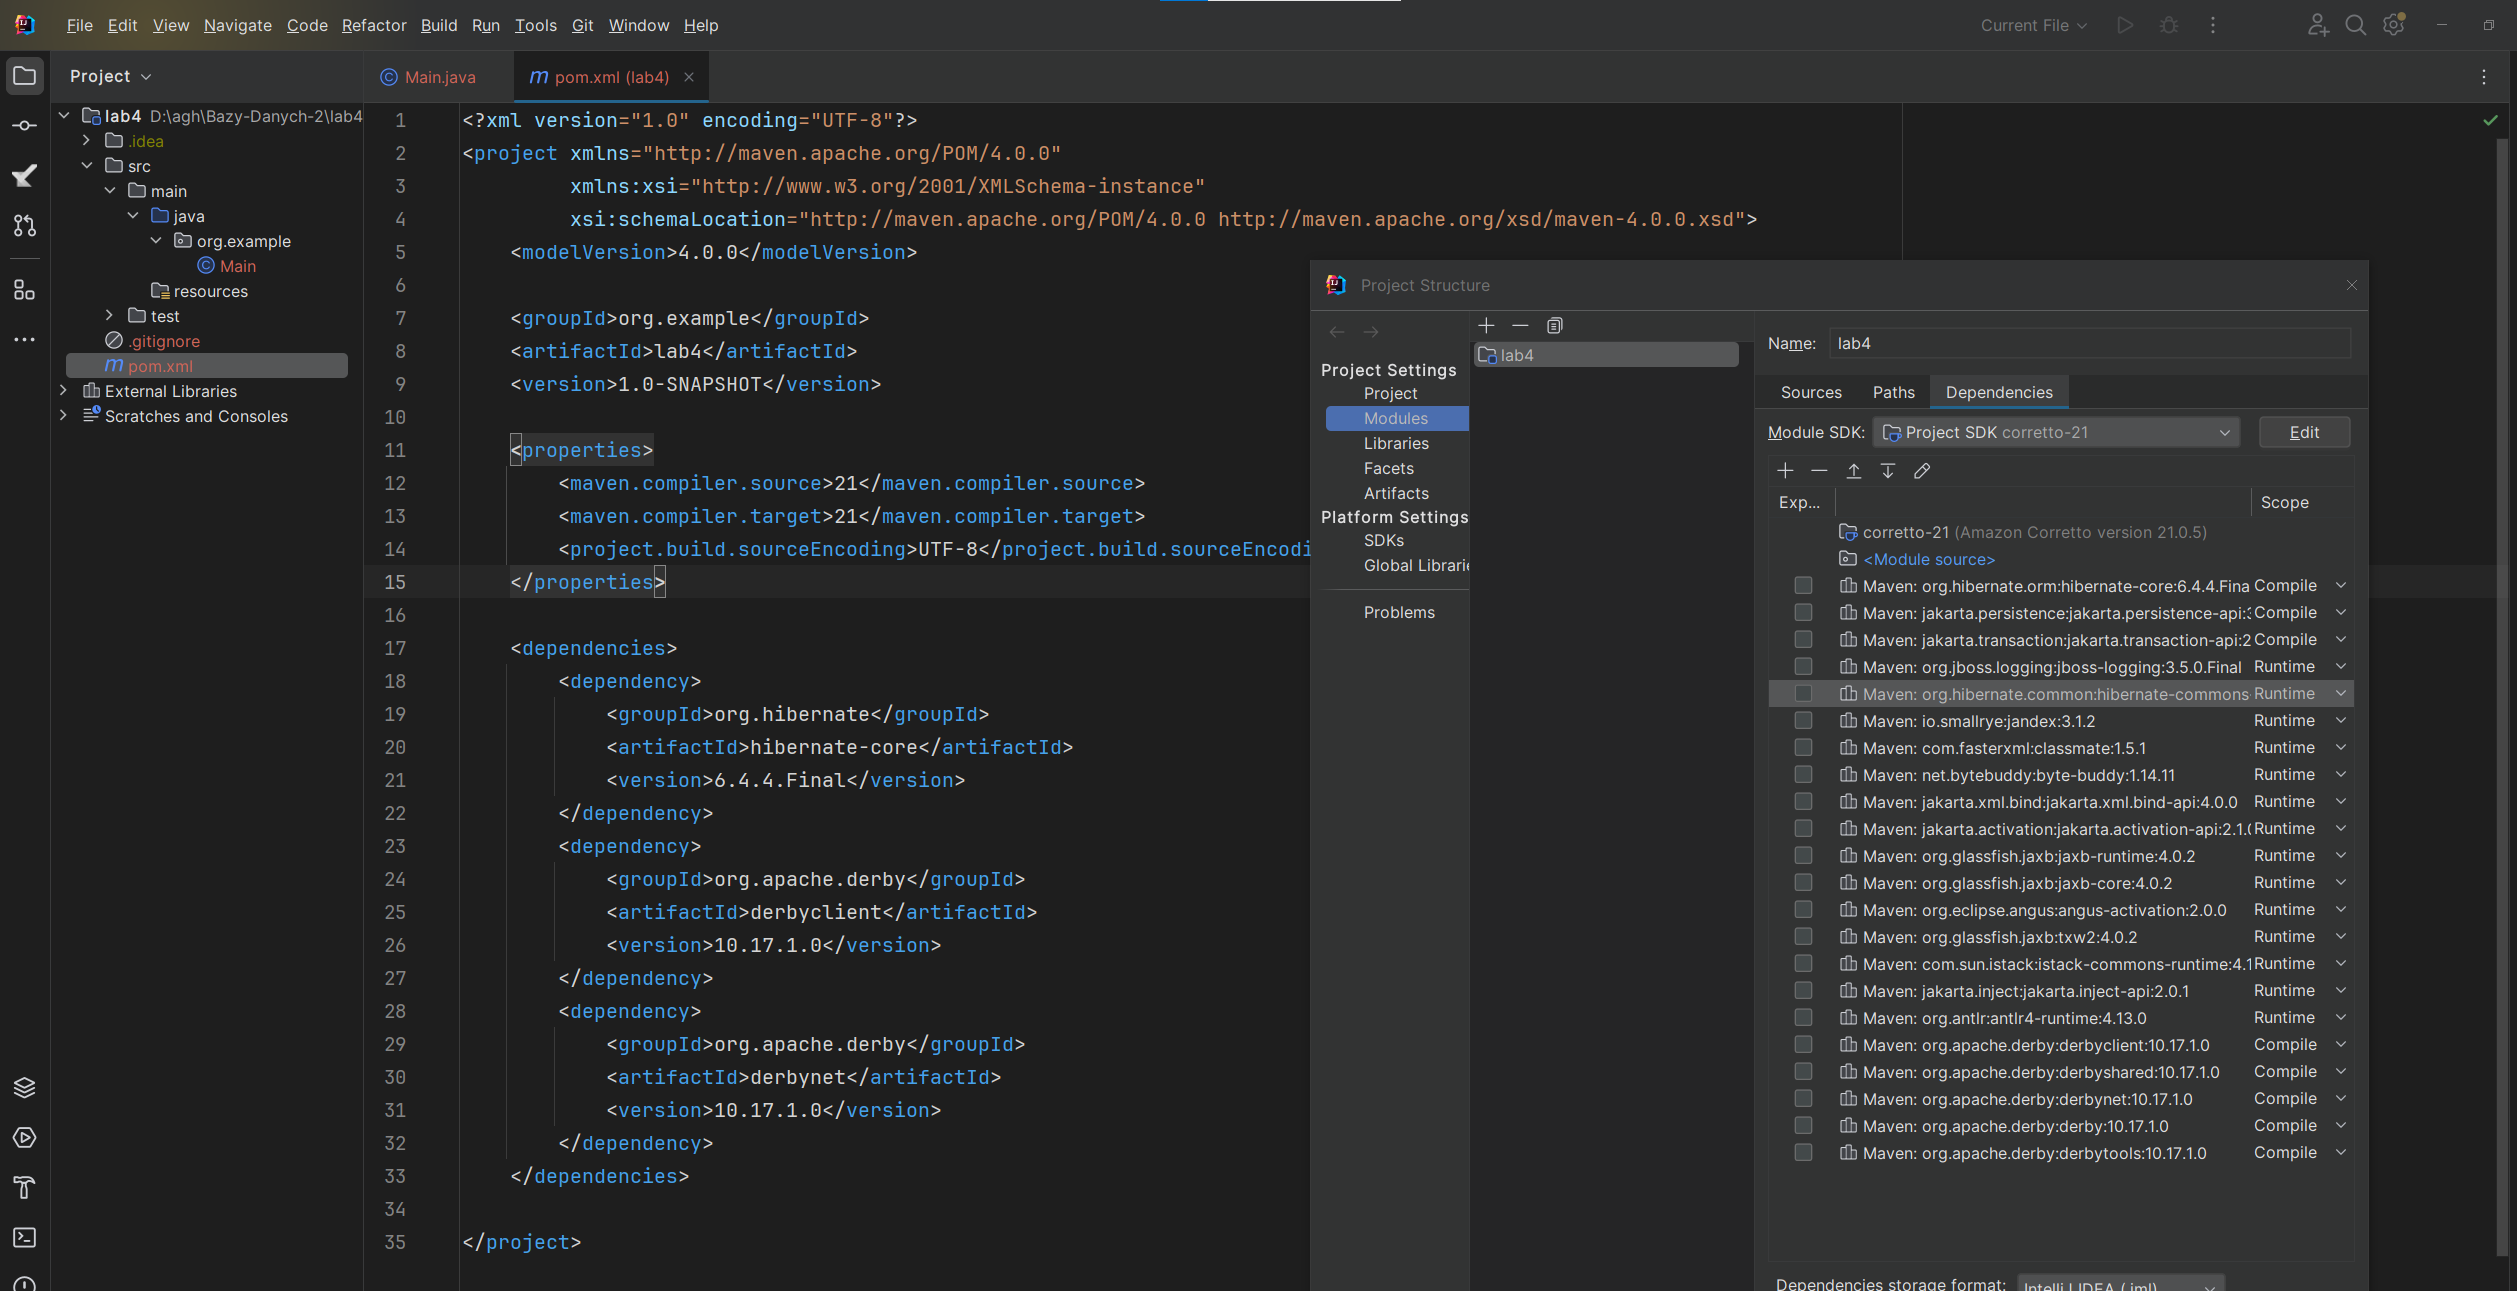 File Edit View Navigate Code Refactor Build Run Tools Git Window Help
Current File
Project
Main.java
pom.xml (lab4)
lab4 D:\agh\Bazy-Danych-2\lab4
.idea
src
main
java
org.example
Main
resources
test
.gitignore
pom.xml
External Libraries
Scratches and Consoles
1 <?xml version="1.0" encoding="UTF-8"?>
2 <project xmlns="http://maven.apache.org/POM/4.0.0"
3 xmlns:xsi="http://www.w3.org/2001/XMLSchema-instance"
4 xsi:schemaLocation="http://maven.apache.org/POM/4.0.0 http://maven.apache.org/xsd/maven-4.0.0.xsd">
5 <modelVersion>4.0.0</modelVersion>
6
7 <groupId>org.example</groupId>
8 <artifactId>lab4</artifactId>
9 <version>1.0-SNAPSHOT</version>
10
11 <properties>
12 <maven.compiler.source>21</maven.compiler.source>
13 <maven.compiler.target>21</maven.compiler.target>
14 <project.build.sourceEncoding>UTF-8</project.build.sourceEncodi
15 </properties>
16
17 <dependencies>
18 <dependency>
19 <groupId>org.hibernate</groupId>
20 <artifactId>hibernate-core</artifactId>
21 <version>6.4.4.Final</version>
22 </dependency>
23 <dependency>
24 <groupId>org.apache.derby</groupId>
25 <artifactId>derbyclient</artifactId>
26 <version>10.17.1.0</version>
27 </dependency>
28 <dependency>
29 <groupId>org.apache.derby</groupId>
30 <artifactId>derbynet</artifactId>
31 <version>10.17.1.0</version>
32 </dependency>
33 </dependencies>
34
35 </project>
Project Structure
Project Settings
Project
Modules
Libraries
Facets
Artifacts
Platform Settings
SDKs
Global Librarie
Problems
lab4
Name: lab4
Sources Paths Dependencies
Module SDK: Project SDK corretto-21 Edit
Exp... Scope
corretto-21 (Amazon Corretto version 21.0.5)
<Module source>
Maven: org.hibernate.orm:hibernate-core:6.4.4.Fina Compile
Maven: jakarta.persistence:jakarta.persistence-api: Compile
Maven: jakarta.transaction:jakarta.transaction-api:2 Compile
Maven: org.jboss.logging:jboss-logging:3.5.0.Final Runtime
Maven: org.hibernate.common:hibernate-commons- Runtime
Maven: io.smallrye:jandex:3.1.2 Runtime
Maven: com.fasterxml:classmate:1.5.1 Runtime
Maven: net.bytebuddy:byte-buddy:1.14.11 Runtime
Maven: jakarta.xml.bind:jakarta.xml.bind-api:4.0.0 Runtime
Maven: jakarta.activation:jakarta.activation-api:2.1.0 Runtime
Maven: org.glassfish.jaxb:jaxb-runtime:4.0.2 Runtime
Maven: org.glassfish.jaxb:jaxb-core:4.0.2 Runtime
Maven: org.eclipse.angus:angus-activation:2.0.0 Runtime
Maven: org.glassfish.jaxb:txw2:4.0.2 Runtime
Maven: com.sun.istack:istack-commons-runtime:4.1 Runtime
Maven: jakarta.inject:jakarta.inject-api:2.0.1 Runtime
Maven: org.antlr:antlr4-runtime:4.13.0 Runtime
Maven: org.apache.derby:derbyclient:10.17.1.0 Compile
Maven: org.apache.derby:derbyshared:10.17.1.0 Compile
Maven: org.apache.derby:derbynet:10.17.1.0 Compile
Maven: org.apache.derby:derby:10.17.1.0 Compile
Maven: org.apache.derby:derbytools:10.17.1.0 Compile
Dependencies storage format: IntelliJ IDEA (.iml)